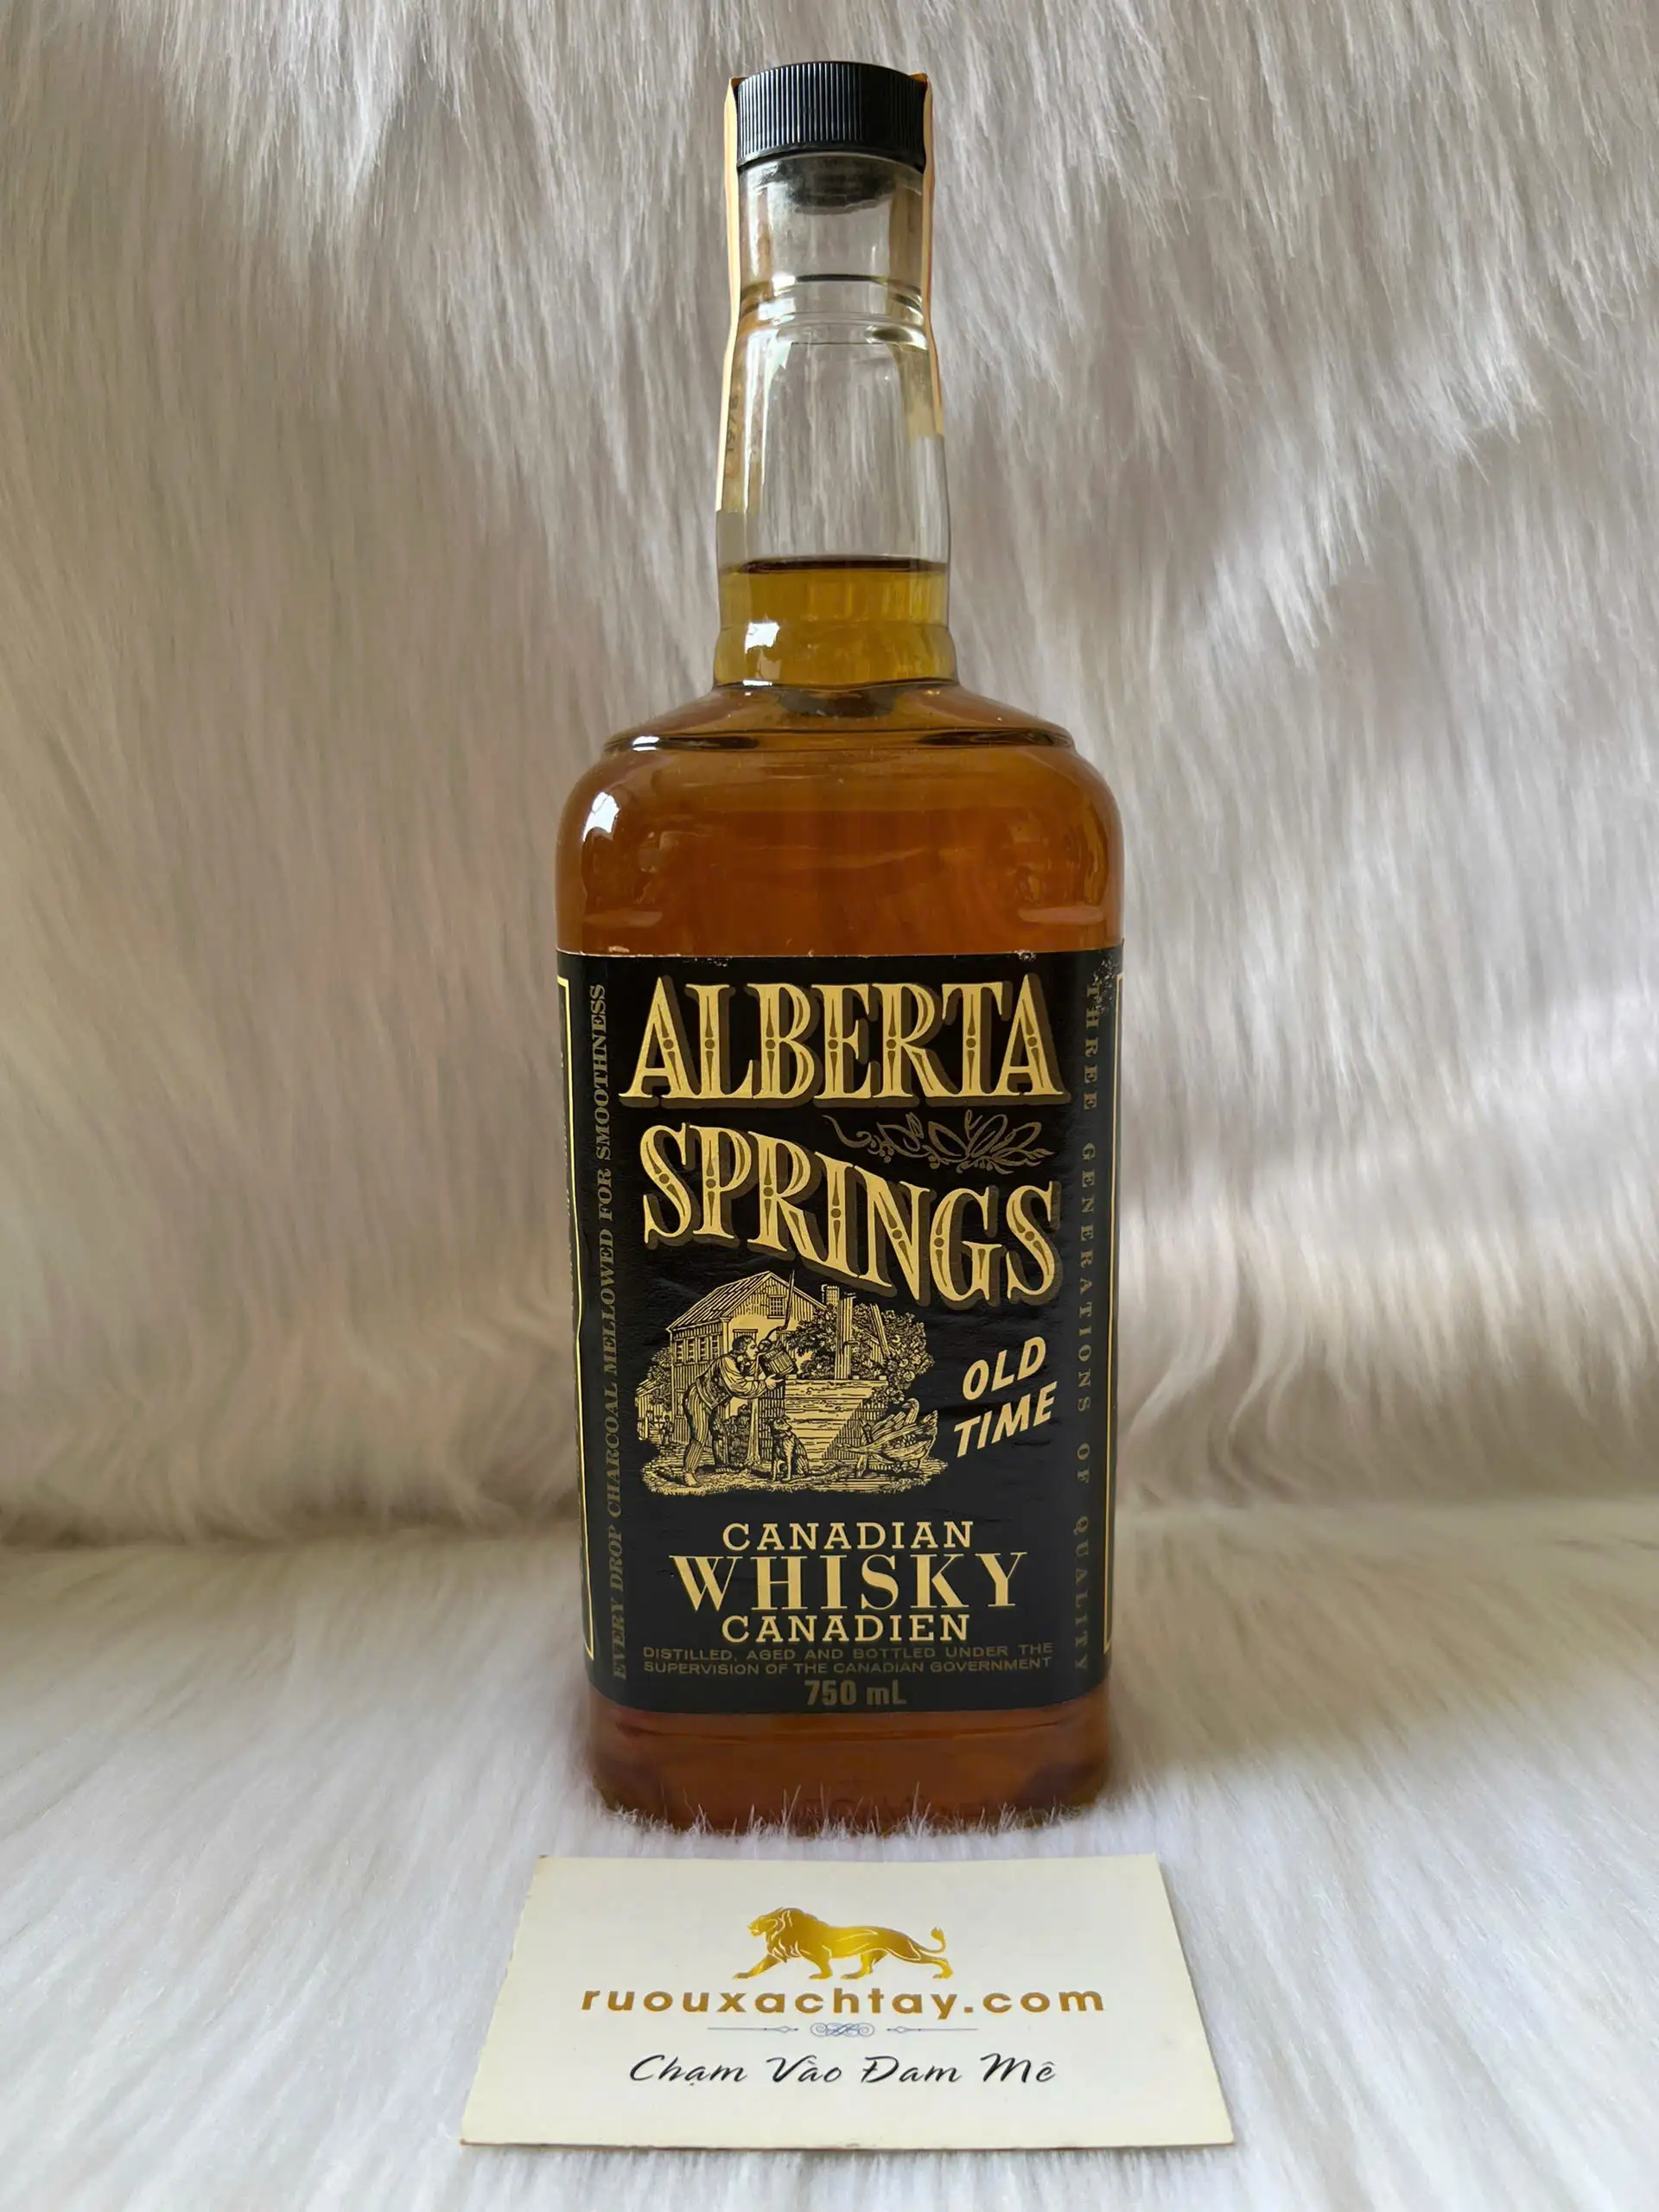 ALBERTA
SPRINGS
OLD
TIME
CANADIAN
WHISKY
CANADIEN
DISTILLED, AGED AND BOTTLED UNDER THE
SUPERVISION OF THE CANADIAN GOVERNMENT
750 mL
EVERY DROP CHARCOAL MELLOWED FOR SMOOTHNESS
THREE GENERATIONS OF QUALITY
ruouxachtay.com
Chạm Vào Đam Mê